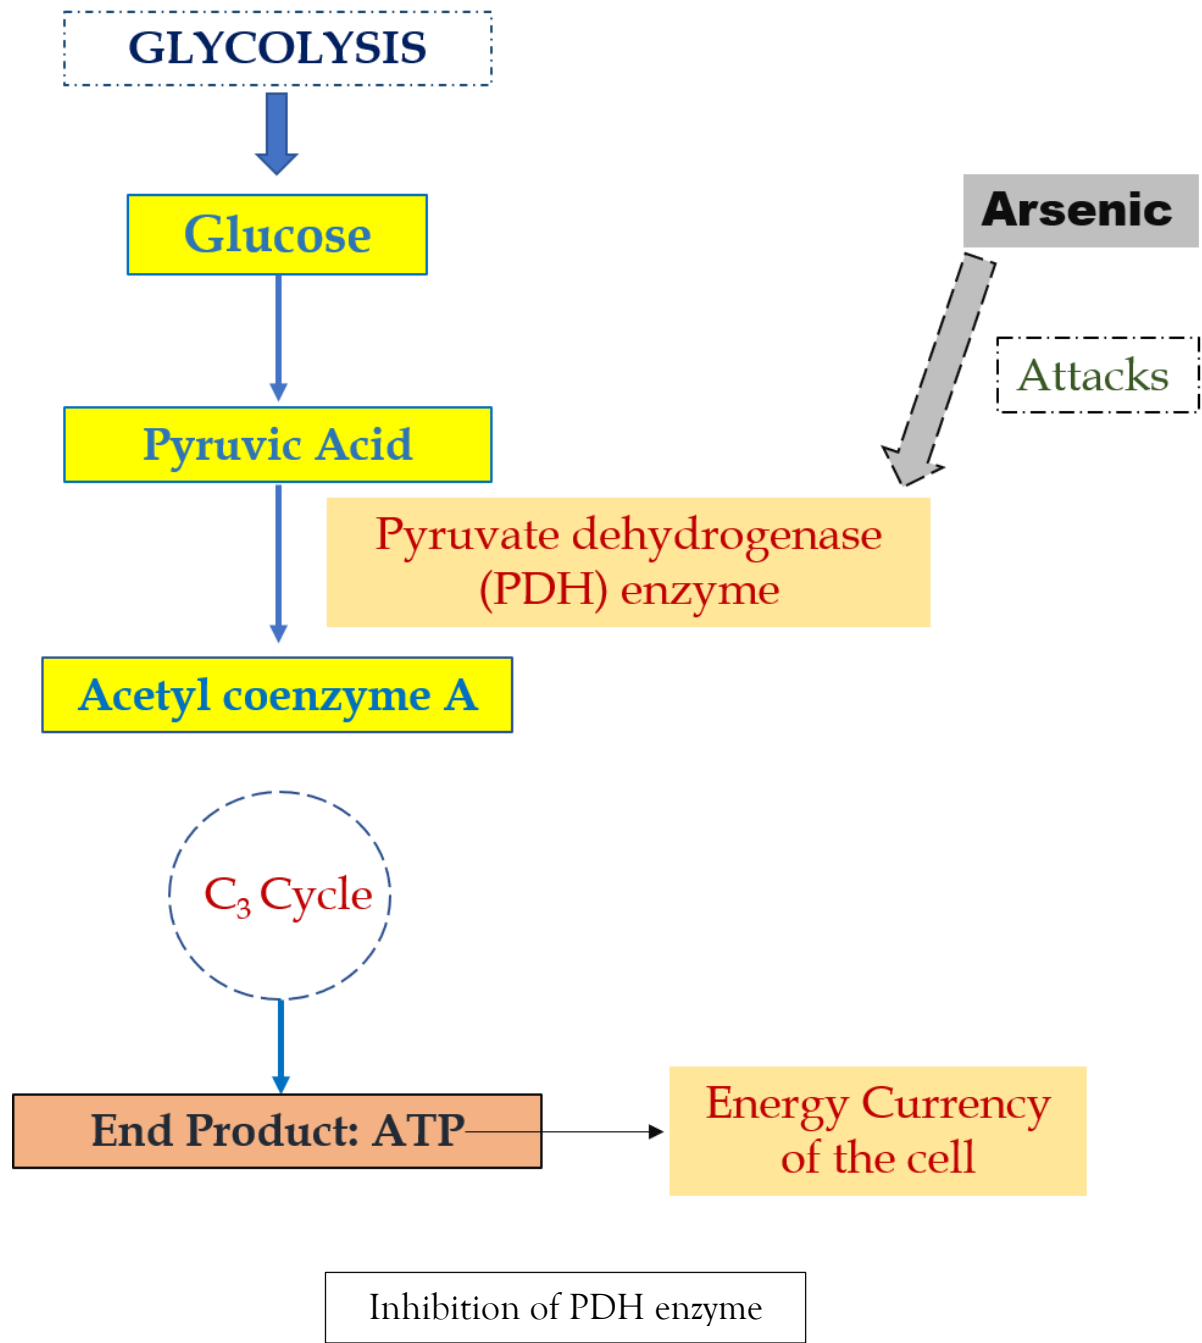 GLYCOLYSIS
Glucose
Arsenic
Attacks
Pyruvic Acid
Pyruvate dehydrogenase
(PDH) enzyme
Acetyl coenzyme A
C₃ Cycle
End Product: ATP
Energy Currency
of the cell
Inhibition of PDH enzyme